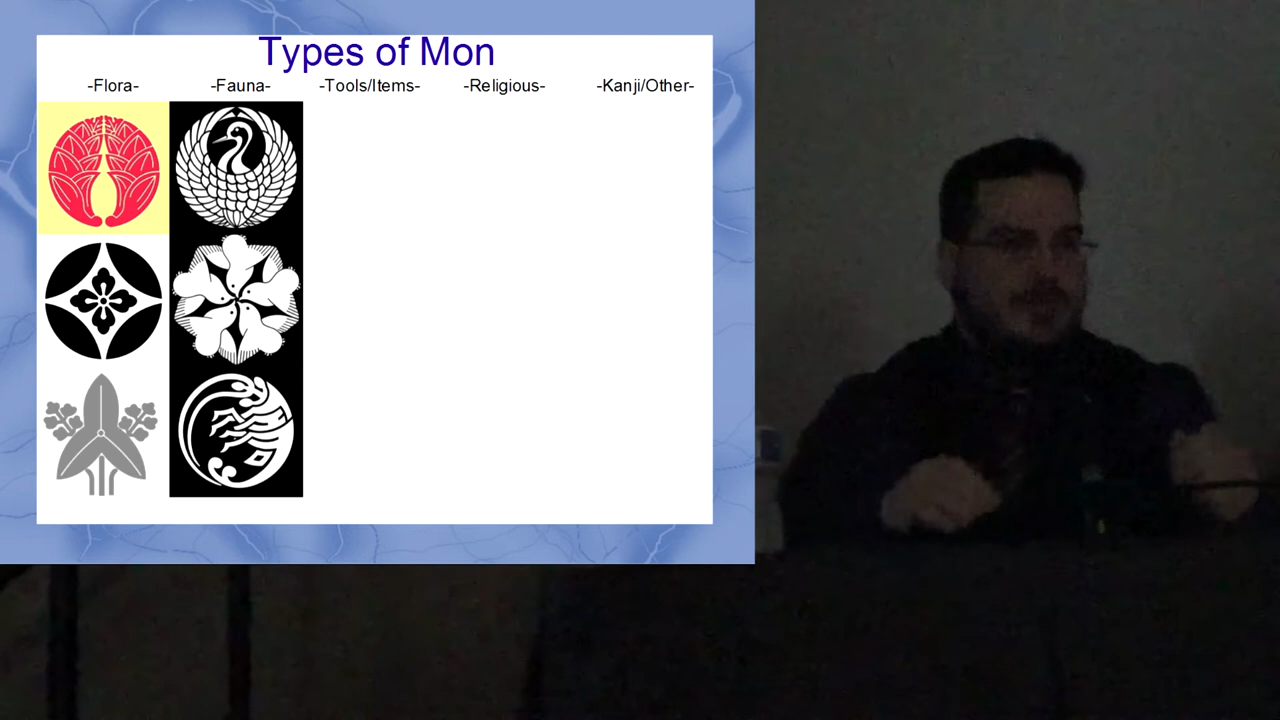 Types of Mon
-Flora- -Fauna- -Tools/Items- -Religious- -Kanji/Other-